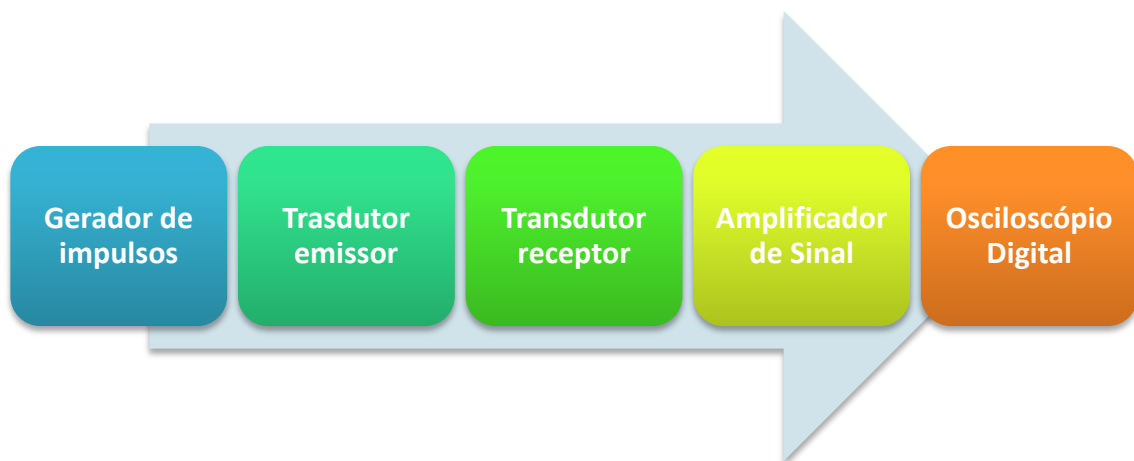 Gerador de
impulsos
Trasdutor
emissor
Transdutor
receptor
Amplificador
de Sinal
Osciloscópio
Digital